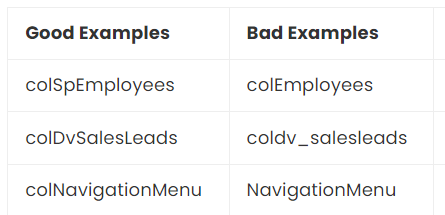 Good Examples Bad Examples
colSpEmployees colEmployees
colDvSalesLeads coldv_salesleads
colNavigationMenu NavigationMenu